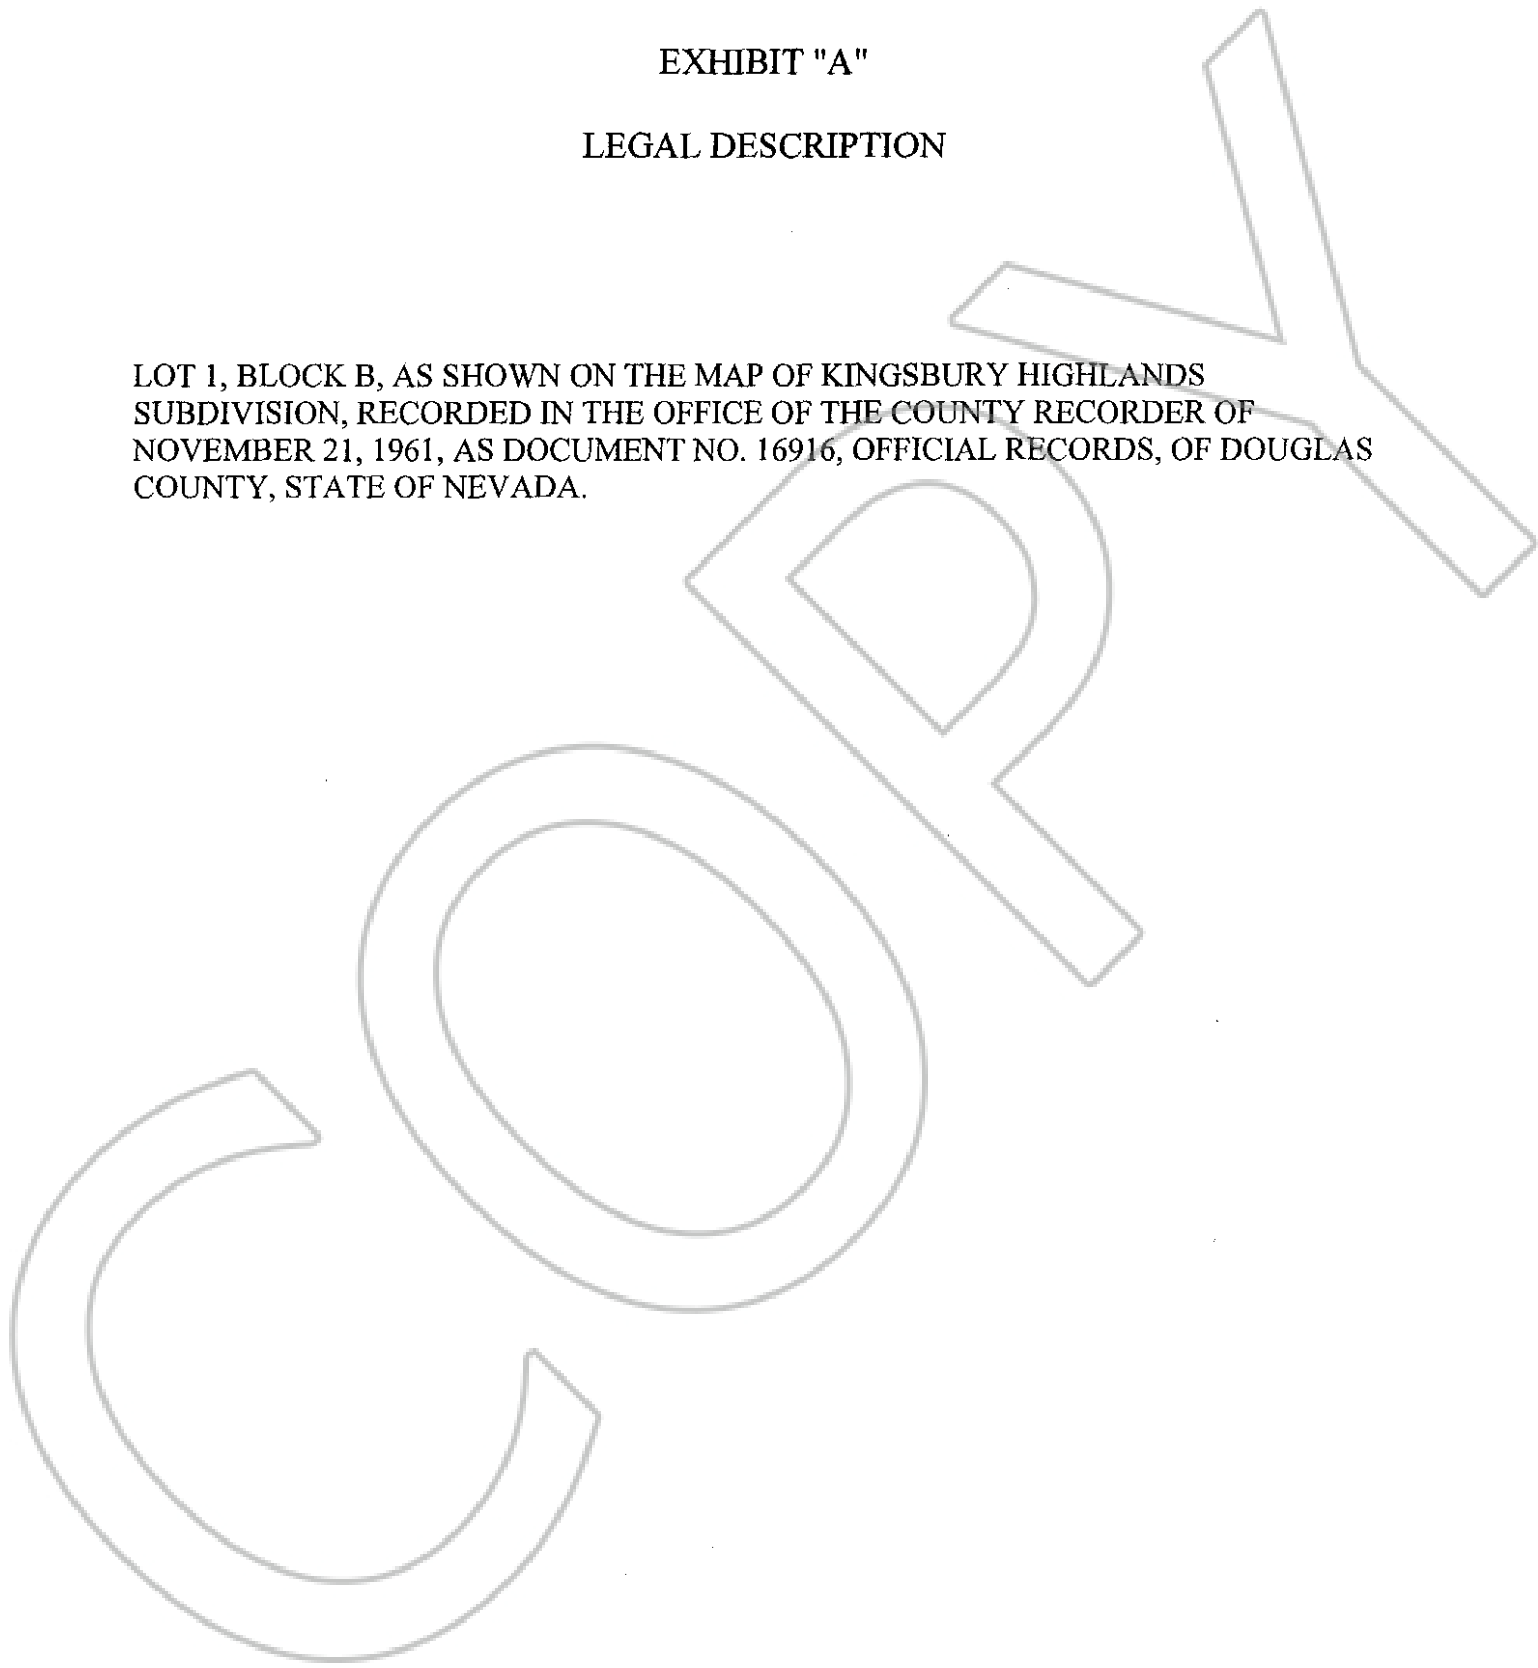 EXHIBIT "A"
LEGAL DESCRIPTION
LOT 1, BLOCK B, AS SHOWN ON THE MAP OF KINGSBURY HIGHLANDS
SUBDIVISION, RECORDED IN THE OFFICE OF THE COUNTY RECORDER OF
NOVEMBER 21, 1961, AS DOCUMENT NO. 16916, OFFICIAL RECORDS, OF DOUGLAS
COUNTY, STATE OF NEVADA.
COPY